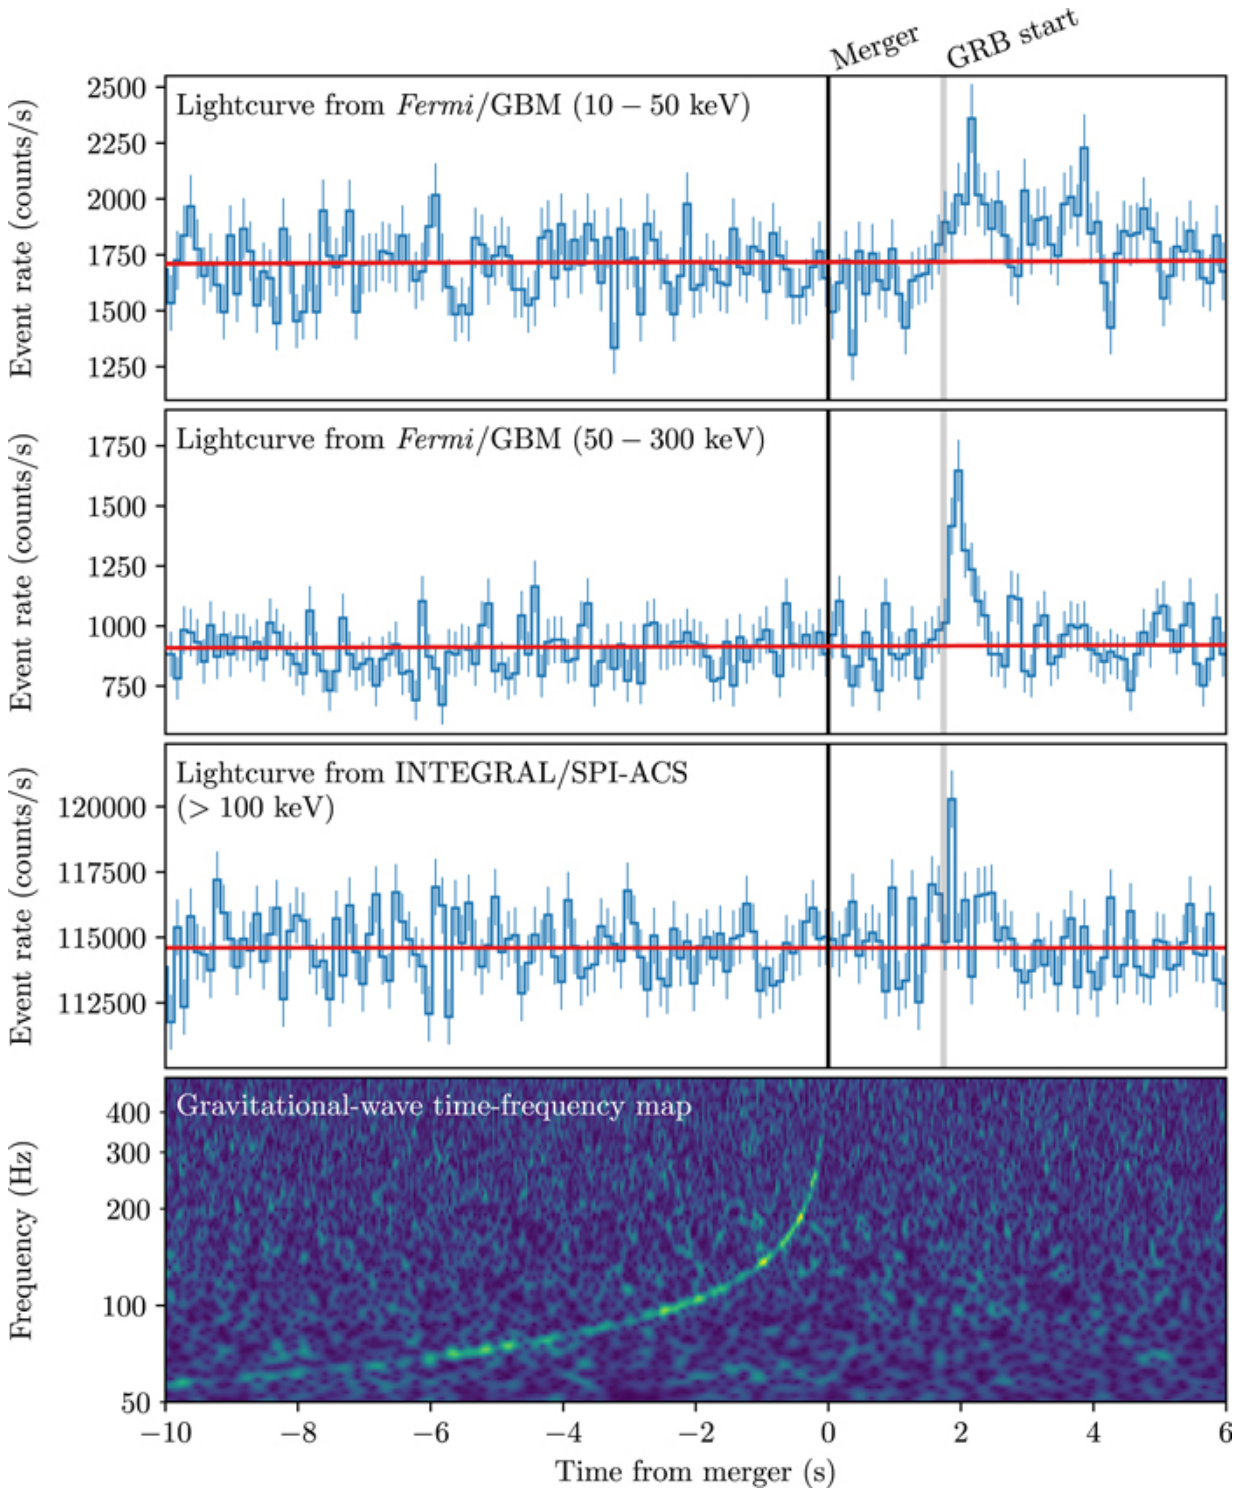 Merger
GRB start
Lightcurve from Fermi/GBM (10 − 50 keV)
Event rate (counts/s)
2500
2250
2000
1750
1500
1250
Lightcurve from Fermi/GBM (50 − 300 keV)
Event rate (counts/s)
1750
1500
1250
1000
750
Lightcurve from INTEGRAL/SPI-ACS
(> 100 keV)
Event rate (counts/s)
120000
117500
115000
112500
Gravitational-wave time-frequency map
Frequency (Hz)
400
300
200
100
50
−10 −8 −6 −4 −2 0 2 4 6
Time from merger (s)